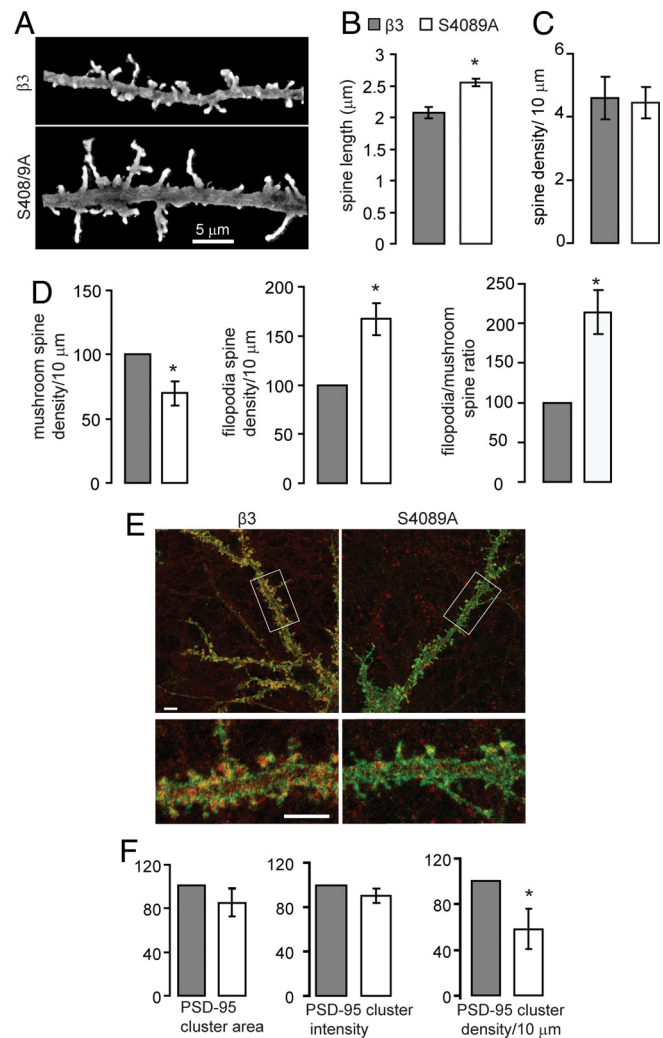 A
β3
S408/9A
5 μm
B
β3 S4089A
spine length (μm)
3
2.5
2
1.5
1
0.5
0
*
C
spine density/ 10 μm
6
4
2
0
D
mushroom spine
density/10 μm
150
100
50
0
*
filopodia spine
density/10 μm
200
150
100
50
0
*
filopodia/mushroom
spine ratio
250
200
150
100
50
0
*
E
β3 S4089A
F
120
80
40
0
PSD-95
cluster area
120
80
40
0
PSD-95 cluster
intensity
120
80
40
0
*
PSD-95 cluster
density/10 μm